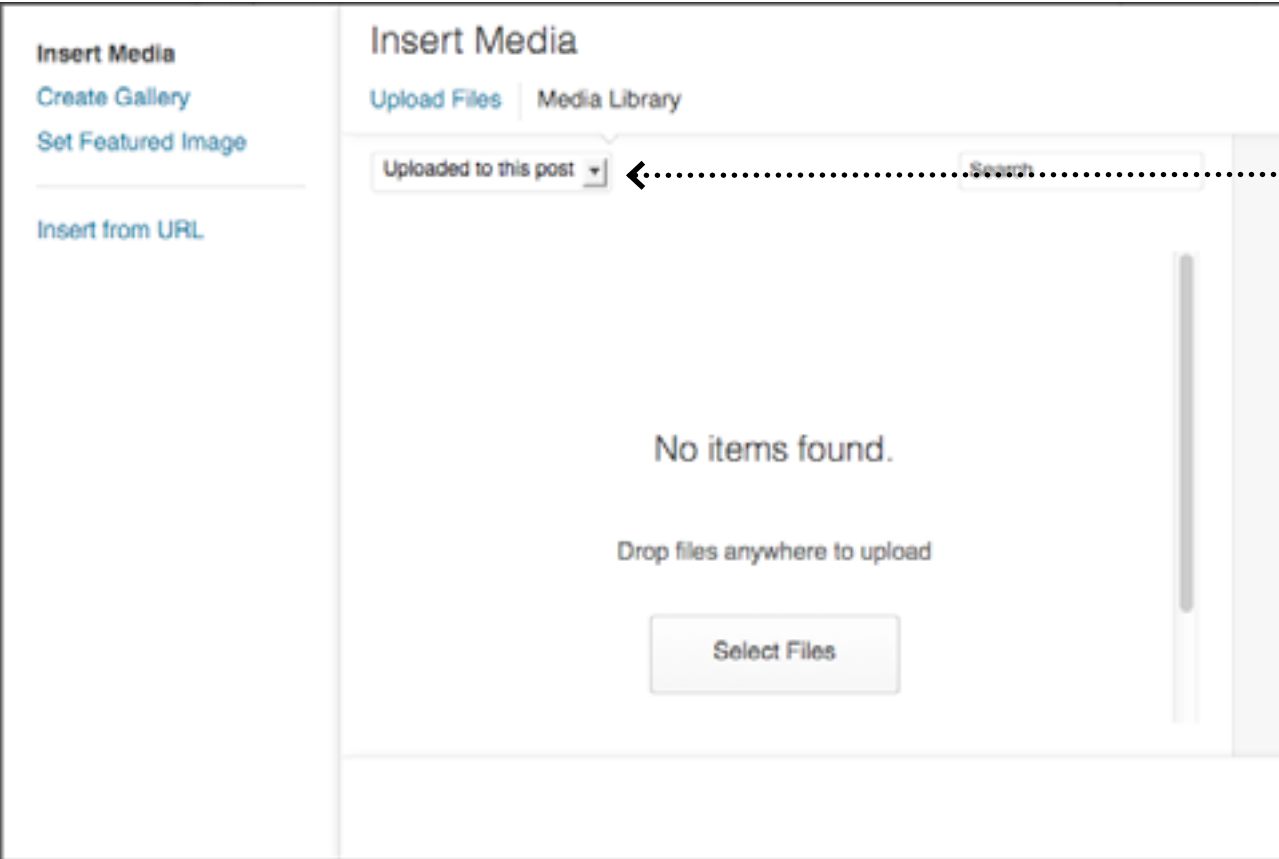 Insert Media
Create Gallery
Set Featured Image
Insert from URL
Insert Media
Upload Files Media Library
Uploaded to this post Search
No items found.
Drop files anywhere to upload
Select Files